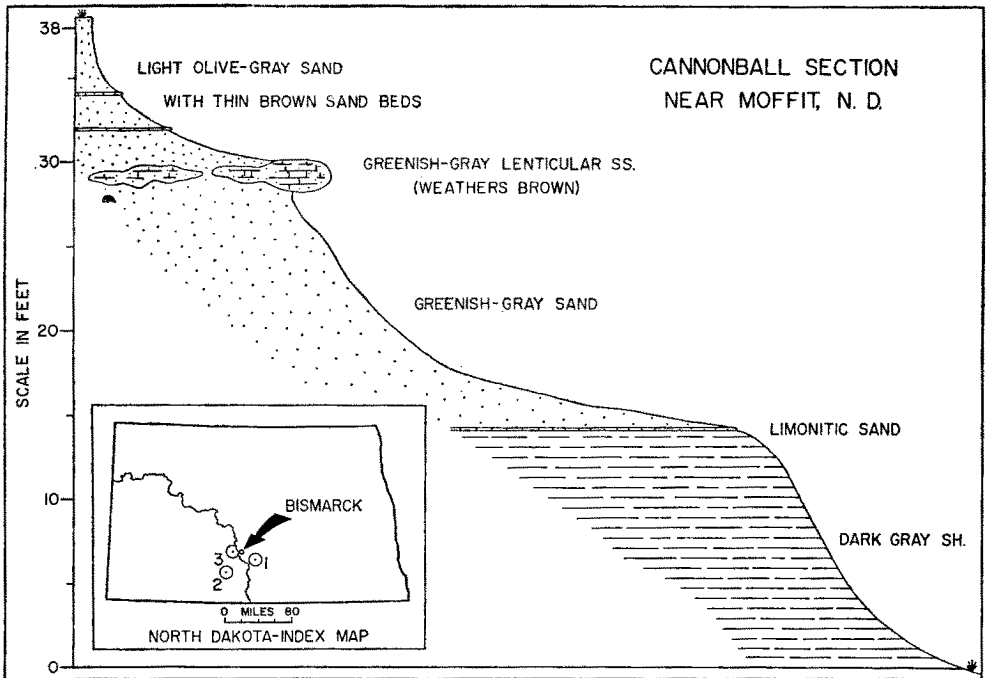 CANNONBALL SECTION
NEAR MOFFIT, N. D.
38
LIGHT OLIVE-GRAY SAND
WITH THIN BROWN SAND BEDS
30
GREENISH-GRAY LENTICULAR SS.
(WEATHERS BROWN)
GREENISH-GRAY SAND
20
SCALE IN FEET
LIMONITIC SAND
10
DARK GRAY SH.
0
BISMARCK
3
1
2
0 MILES 80
NORTH DAKOTA-INDEX MAP